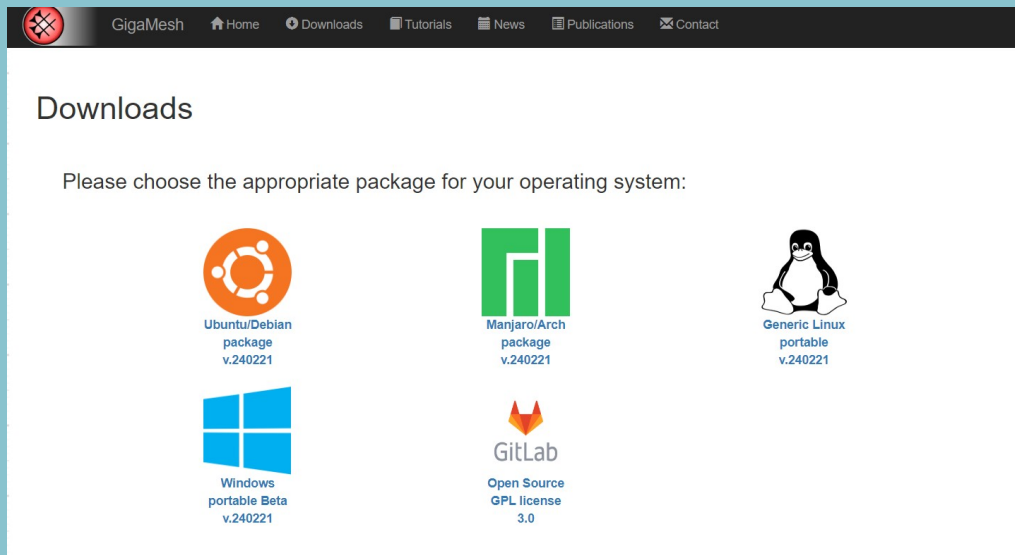 GigaMesh Home Downloads Tutorials News Publications Contact
Downloads
Please choose the appropriate package for your operating system:
Ubuntu/Debian
package
v.240221
Manjaro/Arch
package
v.240221
Generic Linux
portable
v.240221
Windows
portable Beta
v.240221
GitLab
Open Source
GPL license
3.0